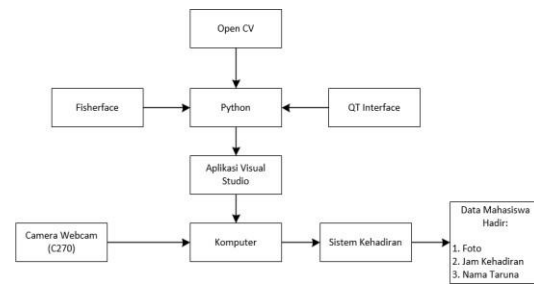 Open CV
Fisherface
Python
QT Interface
Aplikasi Visual
Studio
Camera Webcam
(C270)
Komputer
Sistem Kehadiran
Data Mahasiswa
Hadir:
1. Foto
2. Jam Kehadiran
3. Nama Taruna